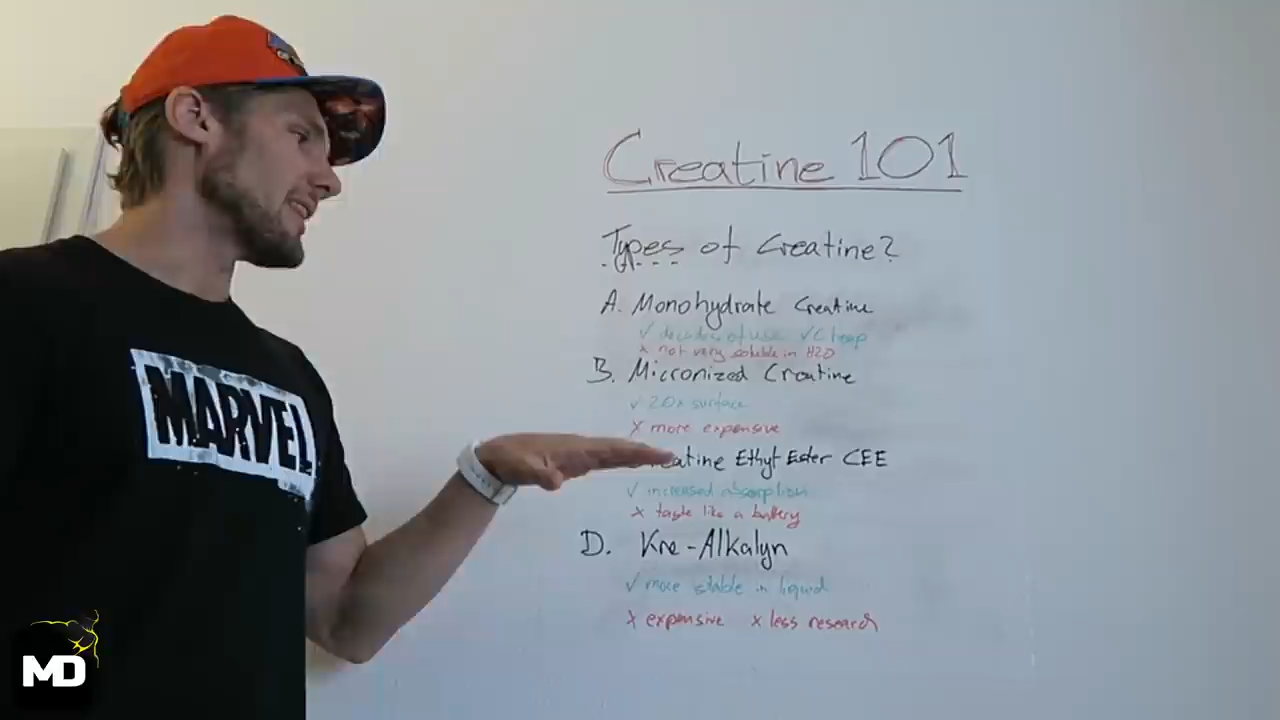 Creatine 101
Types of Creatine?
A. Monohydrate Creatine
✓ decades of use ✓ Cheap
x not very soluble in H2O
B. Micronized Creatine
✓ 20x surface
x more expensive
Creatine Ethyl Ester CEE
✓ increased absorption
x taste like a battery
D. Kre-Alkalyn
✓ more stable in liquid
x expensive x less research
MARVEL
MD